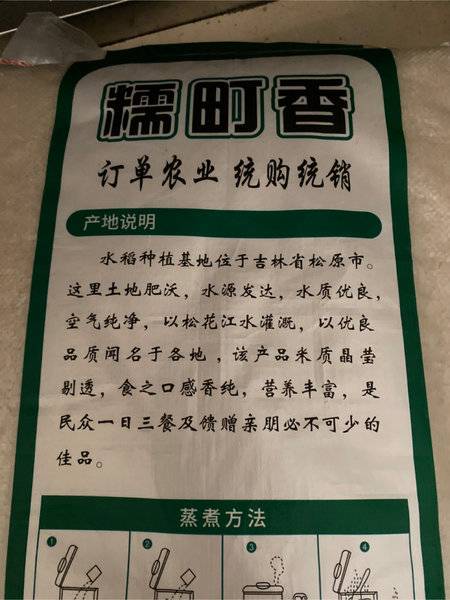 糯町香
订单农业 统购统销
产地说明
水稻种植基地位于吉林省松原市。
这里土地肥沃，水源发达，水质优良，
空气纯净，以松花江水灌溉，以优良
品质闻名于各地，该产品米质晶莹
剔透，食之口感香纯，营养丰富，是
民众一日三餐及馈赠亲朋必不可少的
佳品。
蒸煮方法
1 2 3 4